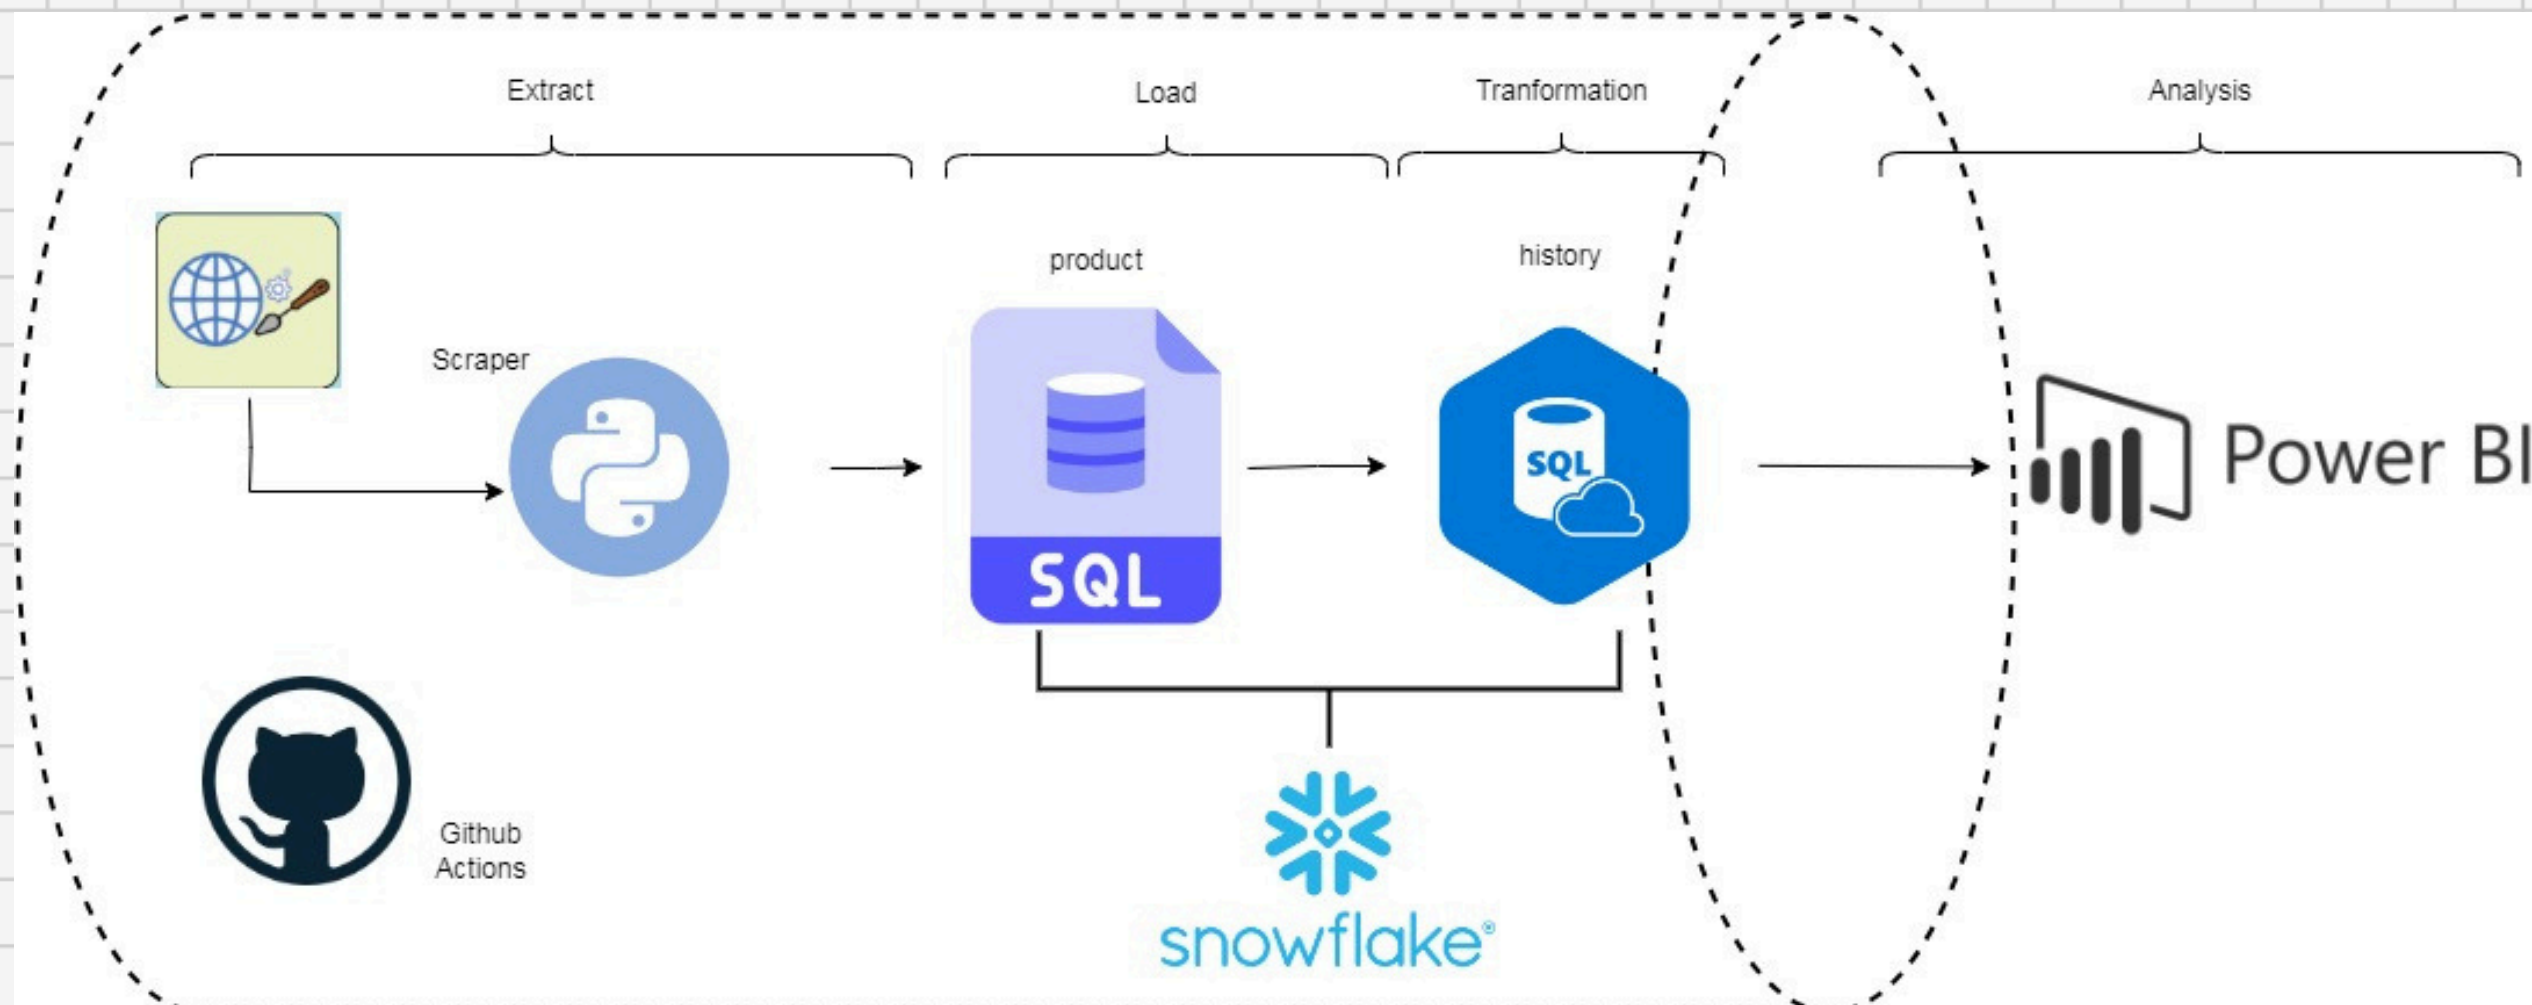 Extract
Load
Tranformation
Analysis
product
history
Scraper
SQL
SQL
Power BI
Github
Actions
snowflake®